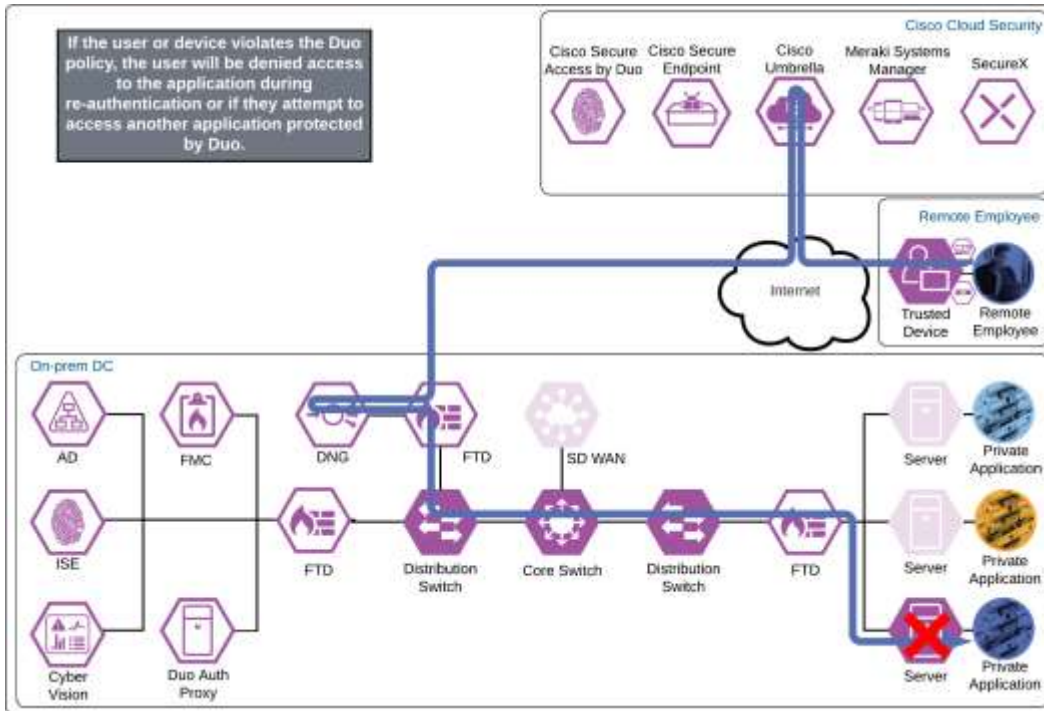 If the user or device violates the Duo
policy, the user will be denied access
to the application during
re-authentication or if they attempt to
access another application protected
by Duo.
Cisco Cloud Security
Cisco Secure
Access by Duo
Cisco Secure
Endpoint
Cisco
Umbrella
Meraki Systems
Manager
SecureX
Remote Employee
Internet
Trusted
Device
Remote
Employee
On-prem DC
AD
FMC
DNG
FTD
SD WAN
Server
Private
Application
ISE
FTD
Distribution
Switch
Core Switch
Distribution
Switch
FTD
Server
Private
Application
Cyber
Vision
Duo Auth
Proxy
Server
Private
Application